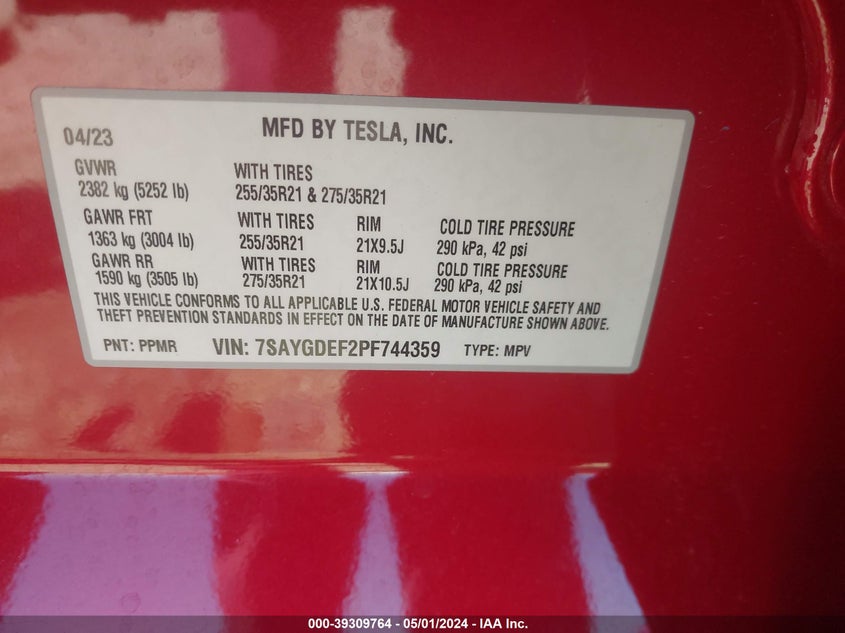 04/23 MFD BY TESLA, INC.
GVWR WITH TIRES
2382 kg (5252 lb) 255/35R21 & 275/35R21
GAWR FRT WITH TIRES RIM COLD TIRE PRESSURE
1363 kg (3004 lb) 255/35R21 21X9.5J 290 kPa, 42 psi
GAWR RR WITH TIRES RIM COLD TIRE PRESSURE
1590 kg (3505 lb) 275/35R21 21X10.5J 290 kPa, 42 psi
THIS VEHICLE CONFORMS TO ALL APPLICABLE U.S. FEDERAL MOTOR VEHICLE SAFETY AND
THEFT PREVENTION STANDARDS IN EFFECT ON THE DATE OF MANUFACTURE SHOWN ABOVE.
PNT: PPMR VIN: 7SAYGDEF2PF744359 TYPE: MPV
000-39309764 - 05/01/2024 - IAA Inc.